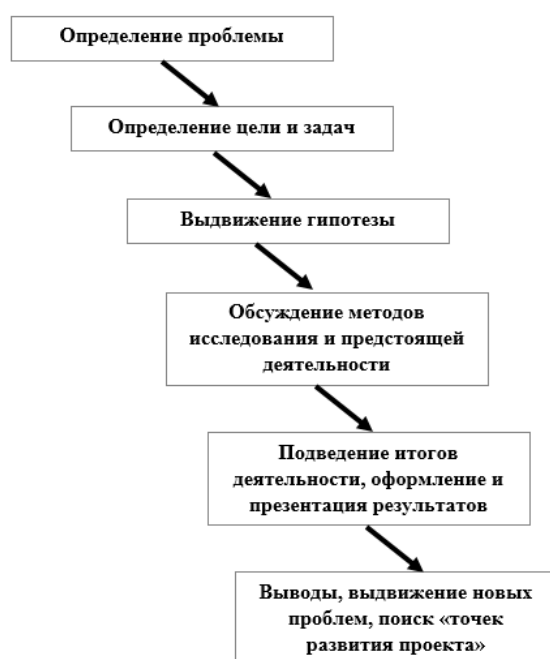 Определение проблемы
Определение цели и задач
Выдвижение гипотезы
Обсуждение методов
исследования и предстоящей
деятельности
Подведение итогов
деятельности, оформление и
презентация результатов
Выводы, выдвижение новых
проблем, поиск «точек
развития проекта»